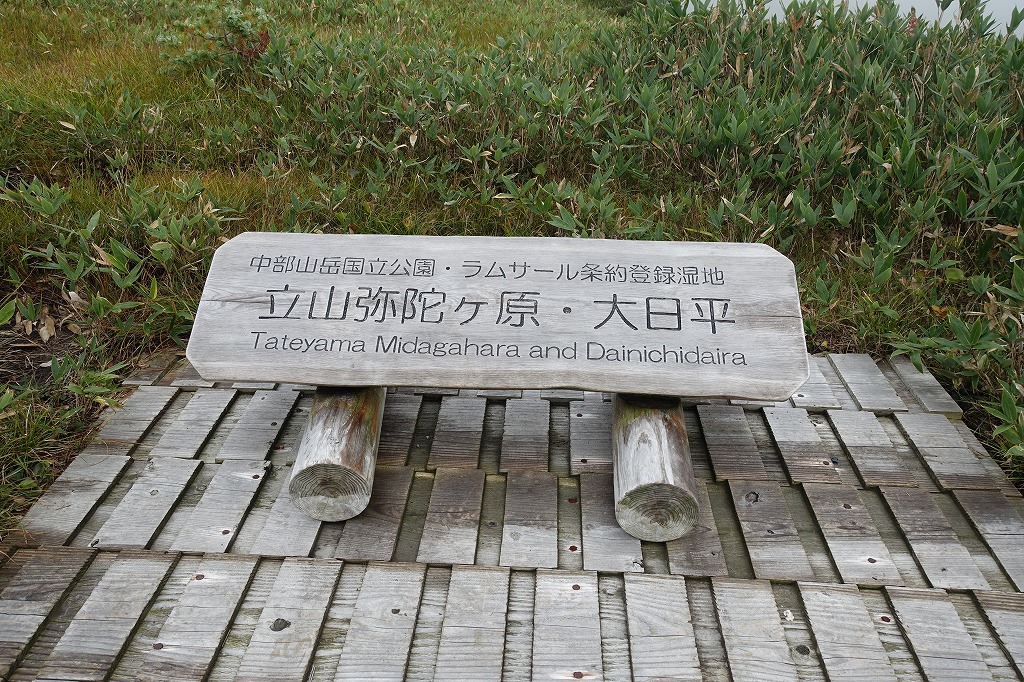 中部山岳国立公園・ラムサール条約登録湿地
立山弥陀ヶ原・大日平
Tateyama Midagahara and Dainichidaira